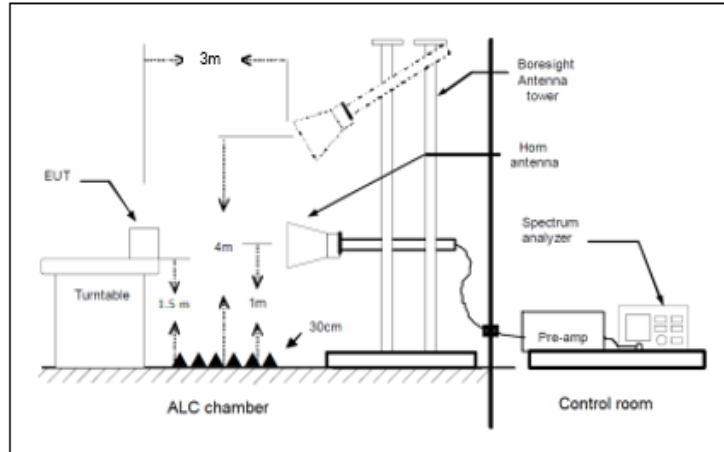 3m
Boresight
Antenna
tower
Horn
antenna
EUT
Spectrum
analyzer
4m
Turntable
1.5 m
1m
30cm
Pre-amp
ALC chamber
Control room